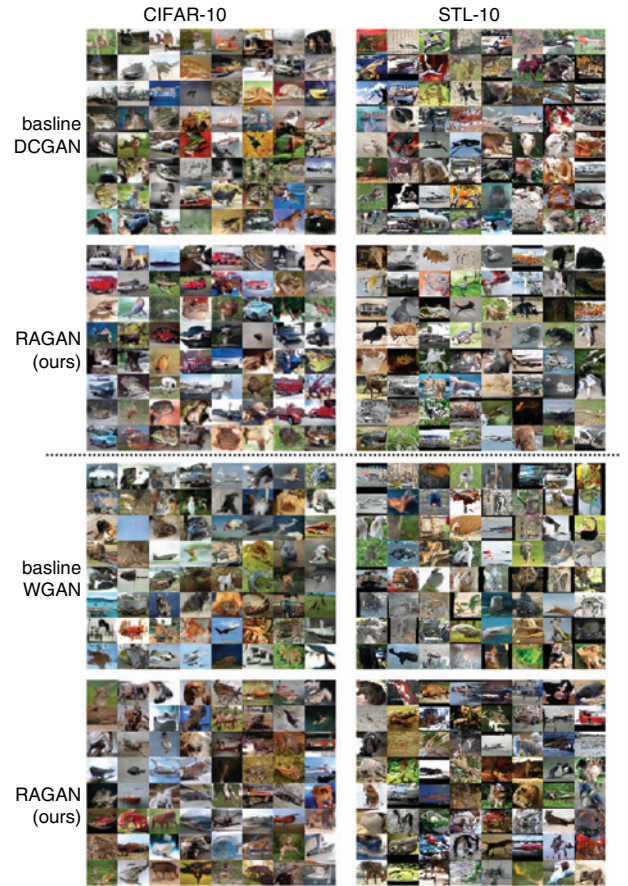 CIFAR-10
STL-10
basline
DCGAN
RAGAN
(ours)
basline
WGAN
RAGAN
(ours)